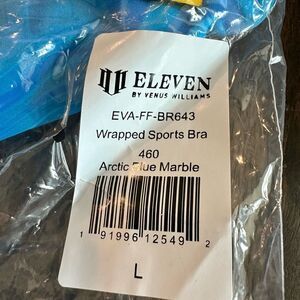 ELEVEN
BY VENUS WILLIAMS
EVA-FF-BR643
Wrapped Sports Bra
460
Arctic Blue Marble
1 91996 12549 2
L